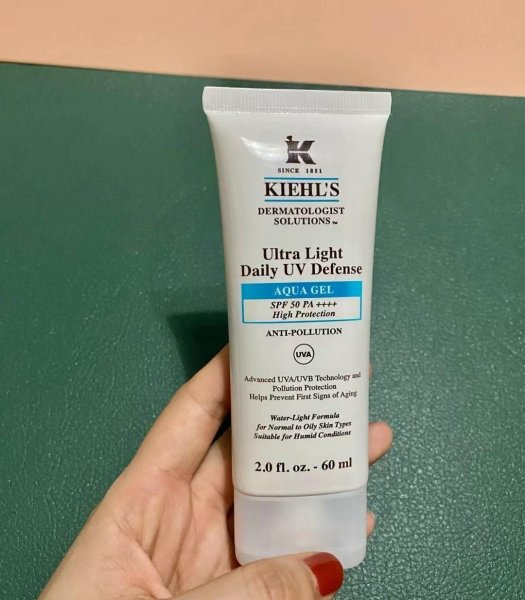 K
SINCE 1851
KIEHL'S
DERMATOLOGIST
SOLUTIONS™
Ultra Light
Daily UV Defense
AQUA GEL
SPF 50 PA ++++
High Protection
ANTI-POLLUTION
UVA
Advanced UVA/UVB Technology and
Pollution Protection
Helps Prevent First Signs of Aging
Water-Light Formula
for Normal to Oily Skin Types
Suitable for Humid Conditions
2.0 fl. oz. - 60 ml